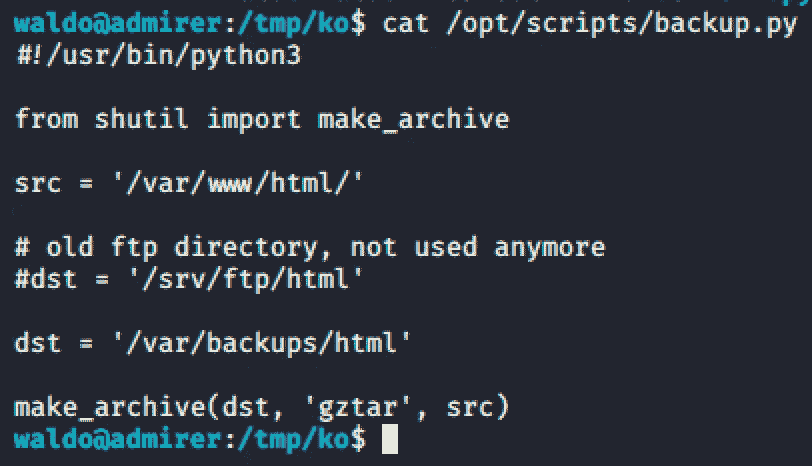 waldo@admirer:/tmp/ko$ cat /opt/scripts/backup.py
#!/usr/bin/python3
from shutil import make_archive
src = '/var/www/html/'
# old ftp directory, not used anymore
#dst = '/srv/ftp/html'
dst = '/var/backups/html'
make_archive(dst, 'gztar', src)
waldo@admirer:/tmp/ko$